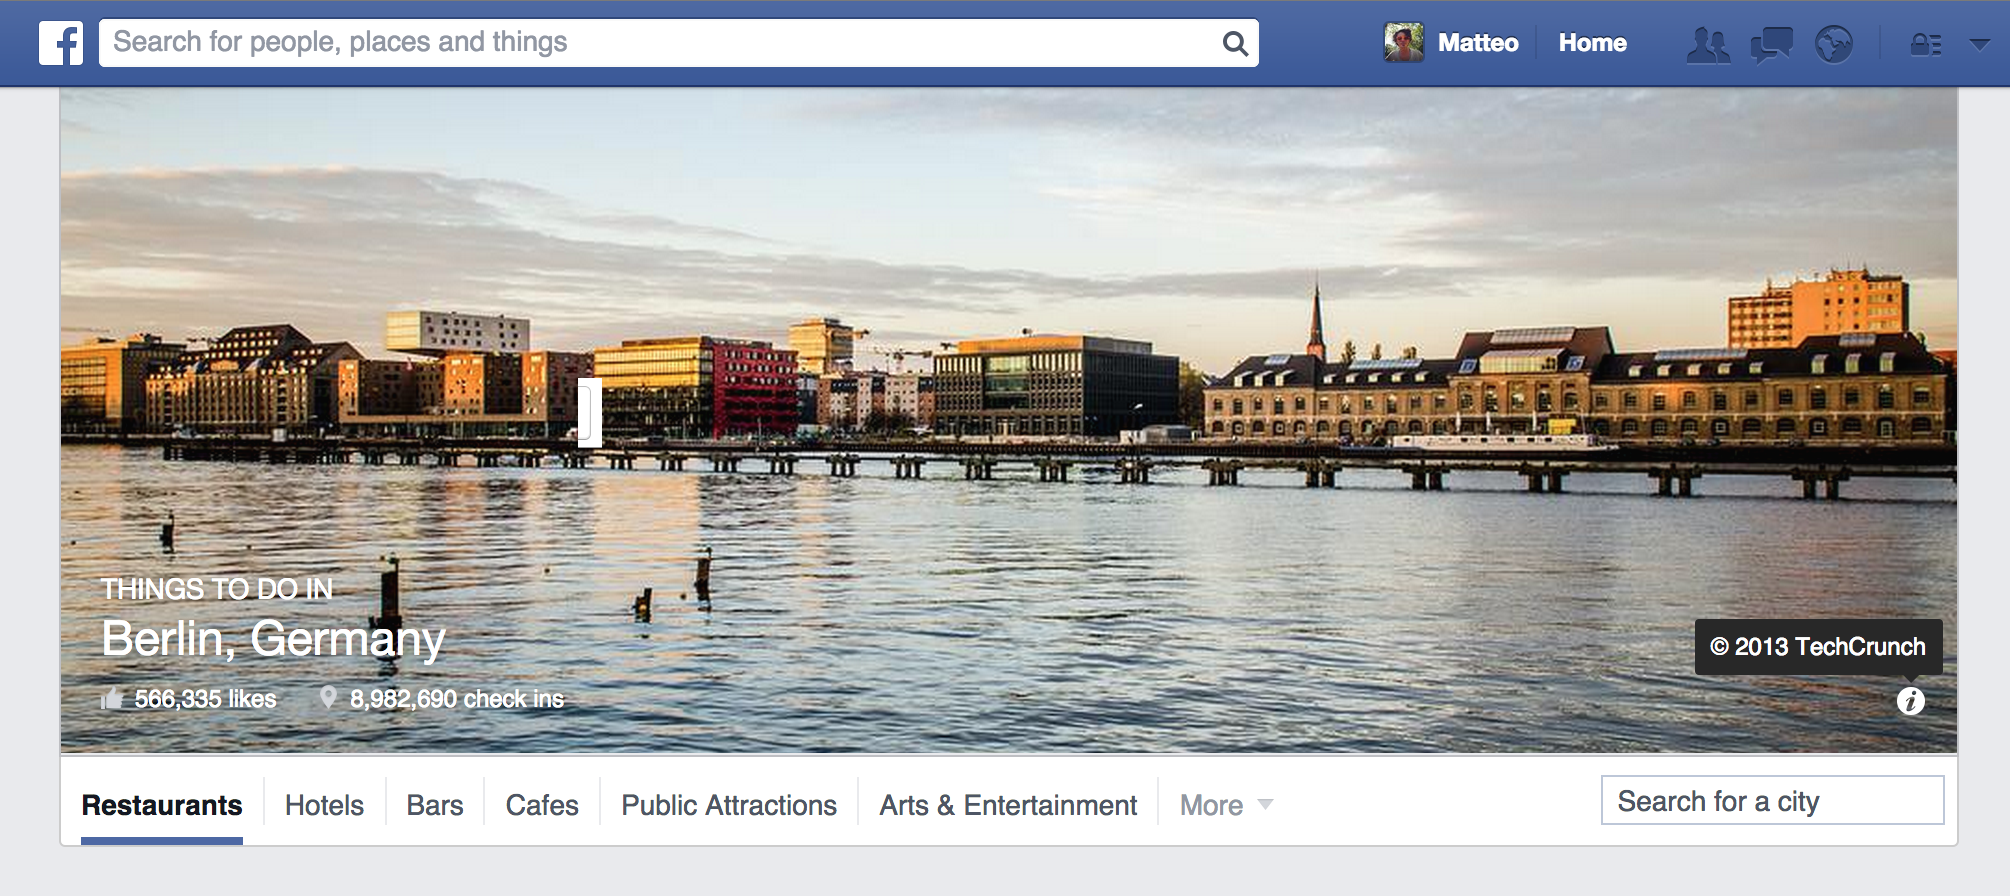 Search for people, places and things
Matteo
Home
THINGS TO DO IN
Berlin, Germany
566,335 likes
8,982,690 check ins
© 2013 TechCrunch
i
Restaurants
Hotels
Bars
Cafes
Public Attractions
Arts & Entertainment
More
Search for a city